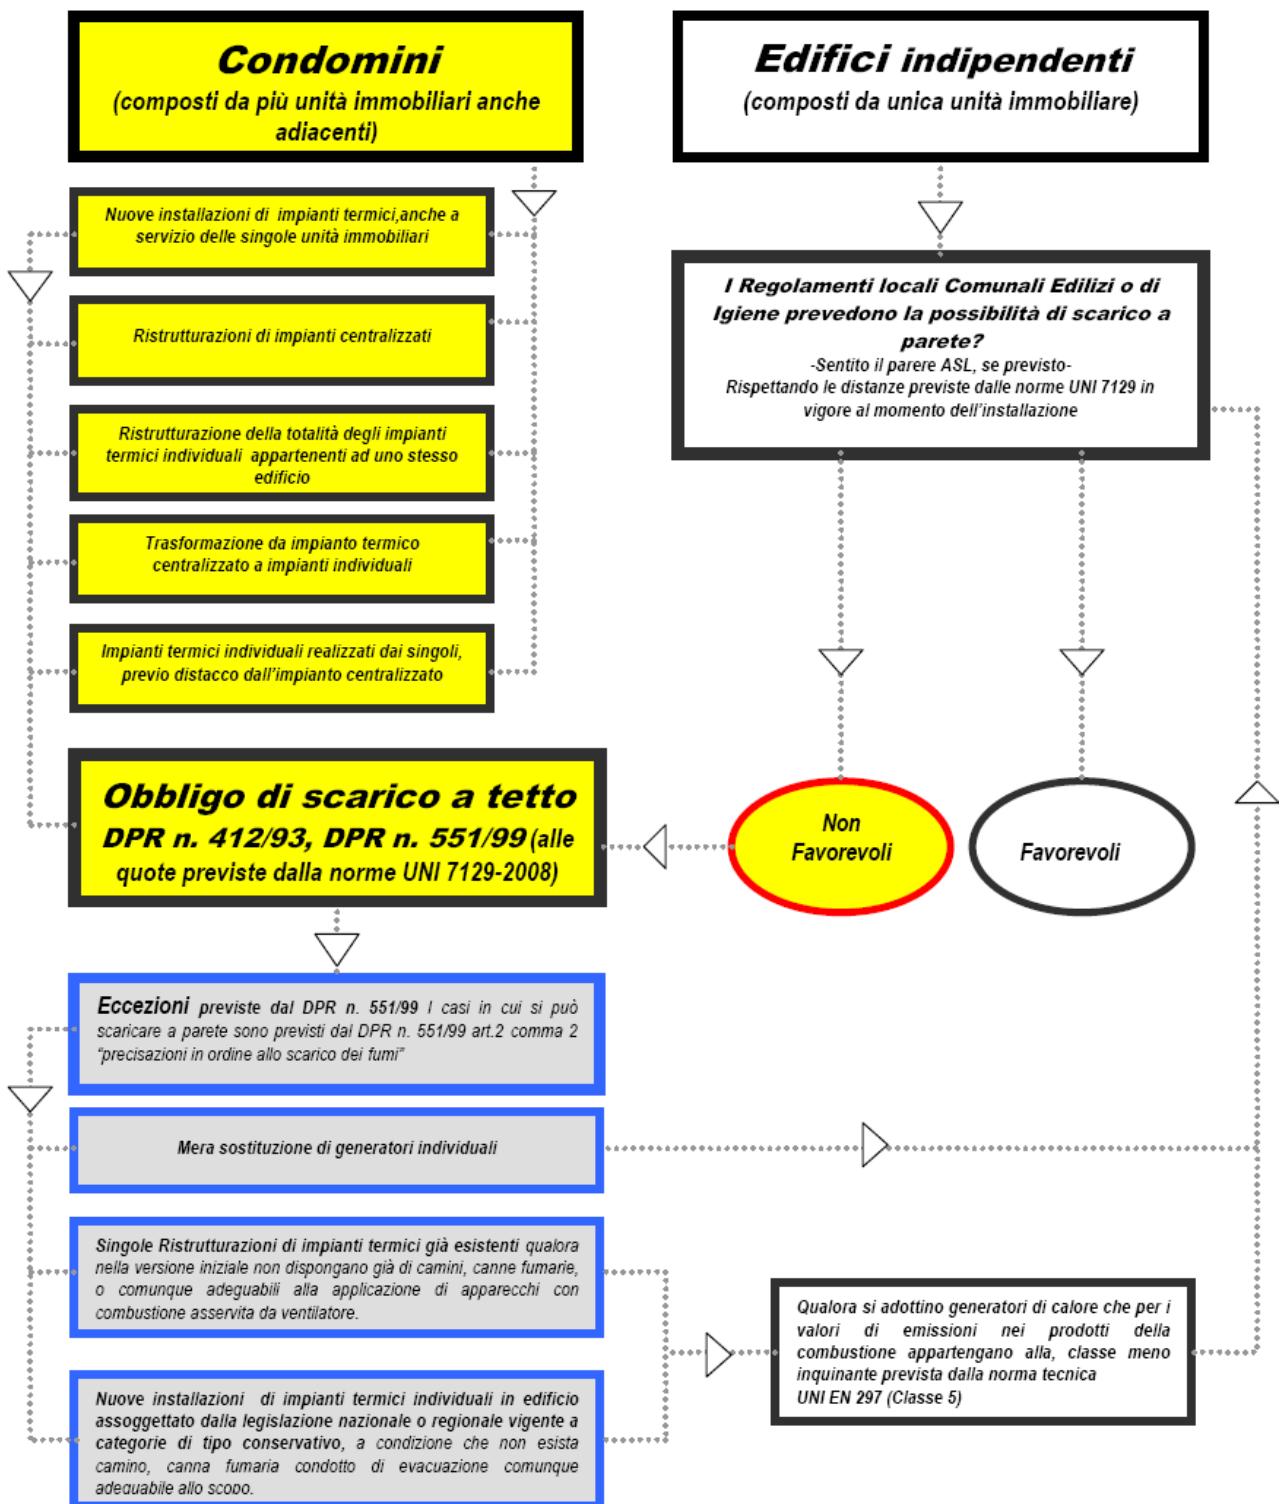 Condomini
(composti da più unità immobiliari anche
adiacenti)
Edifici indipendenti
(composti da unica unità immobiliare)
Nuove installazioni di impianti termici,anche a
servizio delle singole unità immobiliari
Ristrutturazioni di impianti centralizzati
Ristrutturazione della totalità degli impianti
termici individuali appartenenti ad uno stesso
edificio
Trasformazione da impianto termico
centralizzato a impianti individuali
Impianti termici individuali realizzati dai singoli,
previo distacco dall'impianto centralizzato
I Regolamenti locali Comunali Edilizi o di
Igiene prevedono la possibilità di scarico a
parete?
-Sentito il parere ASL, se previsto-
Rispettando le distanze previste dalle norme UNI 7129 in
vigore al momento dell'installazione
Obbligo di scarico a tetto
DPR n. 412/93, DPR n. 551/99 (alle
quote previste dalla norme UNI 7129-2008)
Non
Favorevoli
Favorevoli
Eccezioni previste dal DPR n. 551/99 I casi in cui si può
scaricare a parete sono previsti dal DPR n. 551/99 art.2 comma 2
"precisazioni in ordine allo scarico dei fumi"
Mera sostituzione di generatori individuali
Singole Ristrutturazioni di impianti termici già esistenti qualora
nella versione iniziale non dispongano già di camini, canne fumarie,
o comunque adeguabili alla applicazione di apparecchi con
combustione asservita da ventilatore.
Nuove installazioni di impianti termici individuali in edificio
assoggettato dalla legislazione nazionale o regionale vigente a
categorie di tipo conservativo, a condizione che non esista
camino, canna fumaria condotto di evacuazione comunque
adeguabile allo scopo.
Qualora si adottino generatori di calore che per i
valori di emissioni nei prodotti della
combustione appartengano alla, classe meno
inquinante prevista dalla norma tecnica
UNI EN 297 (Classe 5)